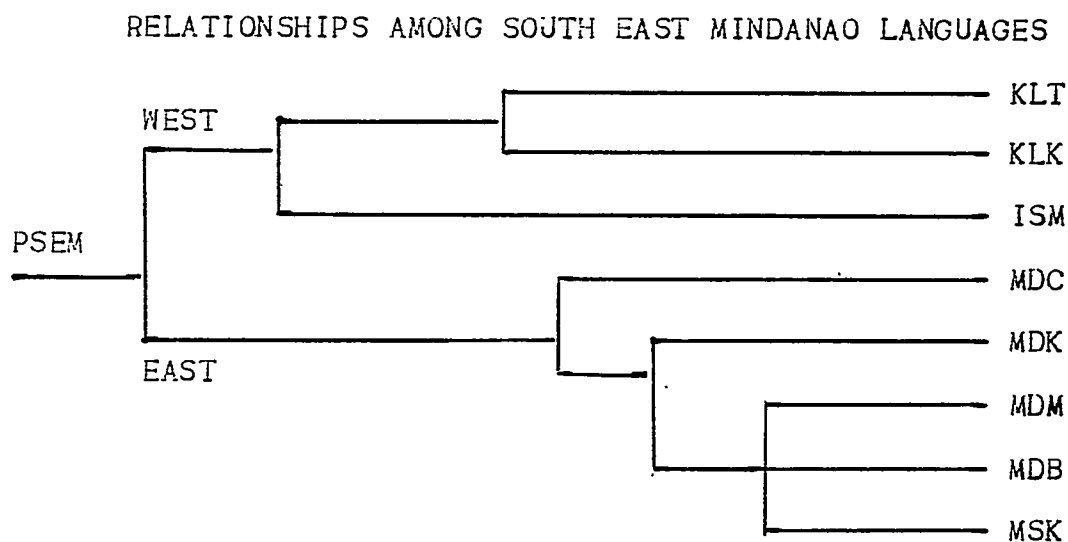 RELATIONSHIPS AMONG SOUTH EAST MINDANAO LANGUAGES
KLT
WEST
KLK
ISM
PSEM
MDC
MDK
EAST
MDM
MDB
MSK